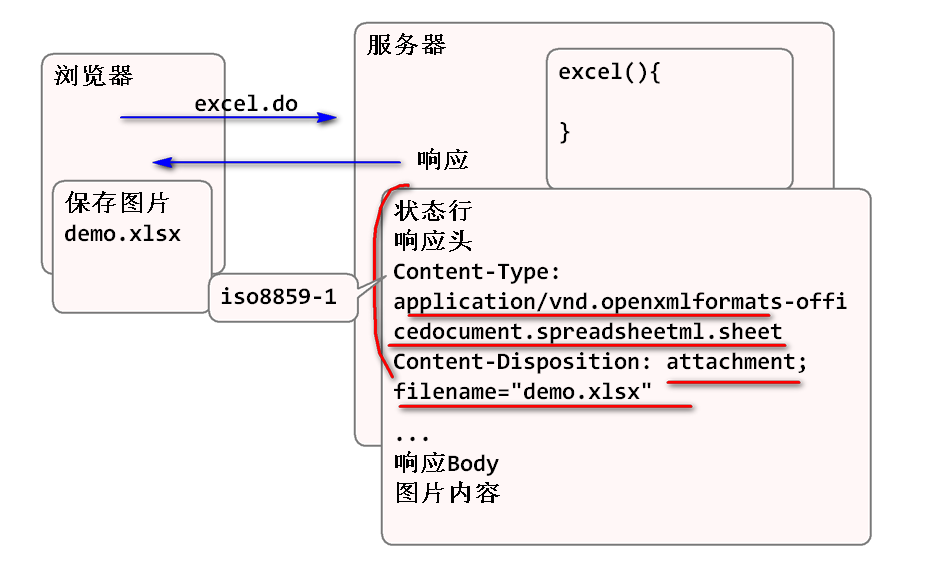 浏览器
excel.do
保存图片
demo.xlsx
iso8859-1
服务器
excel(){
}
响应
状态行
响应头
Content-Type:
application/vnd.openxmlformats-offi
cedocument.spreadsheetml.sheet
Content-Disposition: attachment;
filename="demo.xlsx"
...
响应Body
图片内容